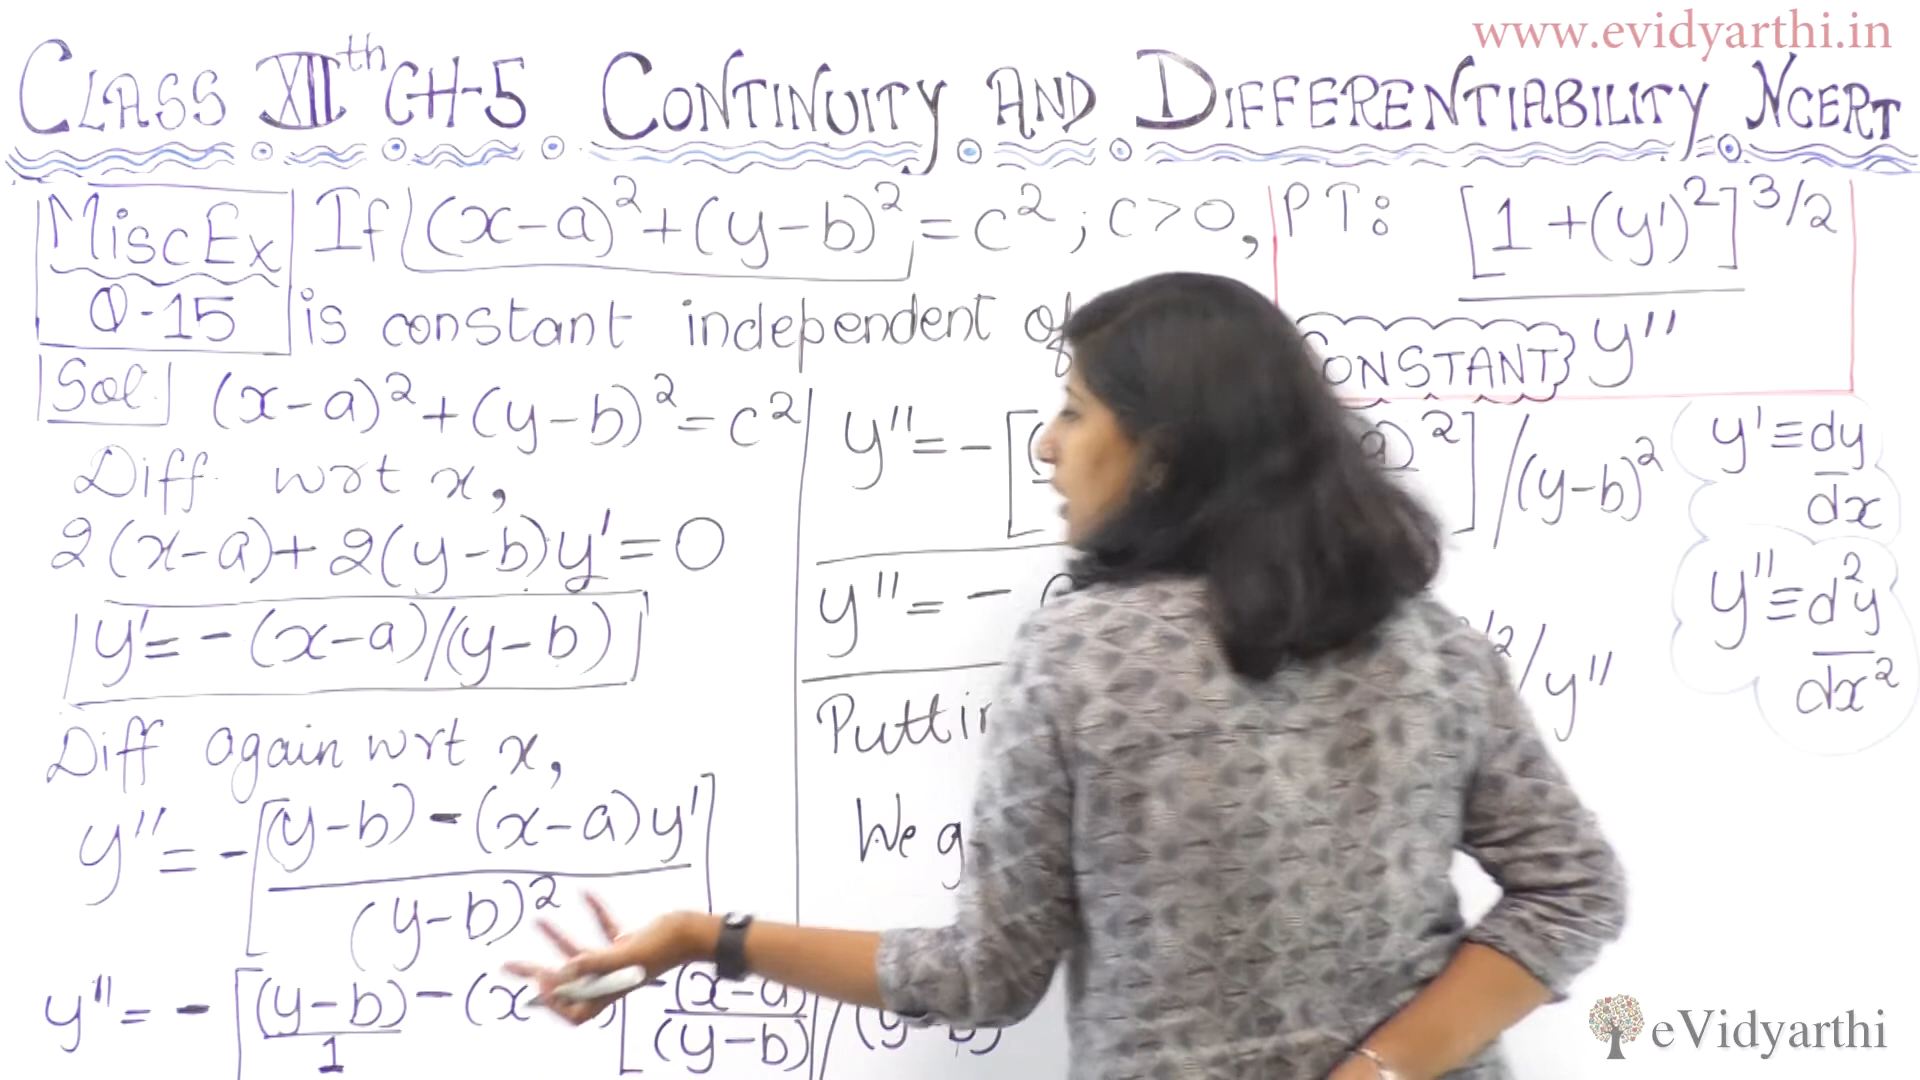 www.evidyarthi.in
CLASS XIIth CH-5 CONTINUITY AND DIFFERENTIABILITY NCERT
Misc Ex
Q-15
If (x-a)²+(y-b)²=c²; c>0, PT: [1+(y')²]^3/2
is constant independent of
CONSTANT y''
Sol. (x-a)²+(y-b)²=c²
Diff. wrt x,
2(x-a)+2(y-b)y'=0
y'=-(x-a)/(y-b)
Diff again wrt x,
y''=-[(y-b)-(x-a)y'
(y-b)²]
y''=-[(y-b)-(x [-(x-a)
1 (y-b)
y''=-[ ²]/(y-b)²
y''=-
/y''
We
y'≡dy
dx
y''≡d²y
dx²
eVidyarthi